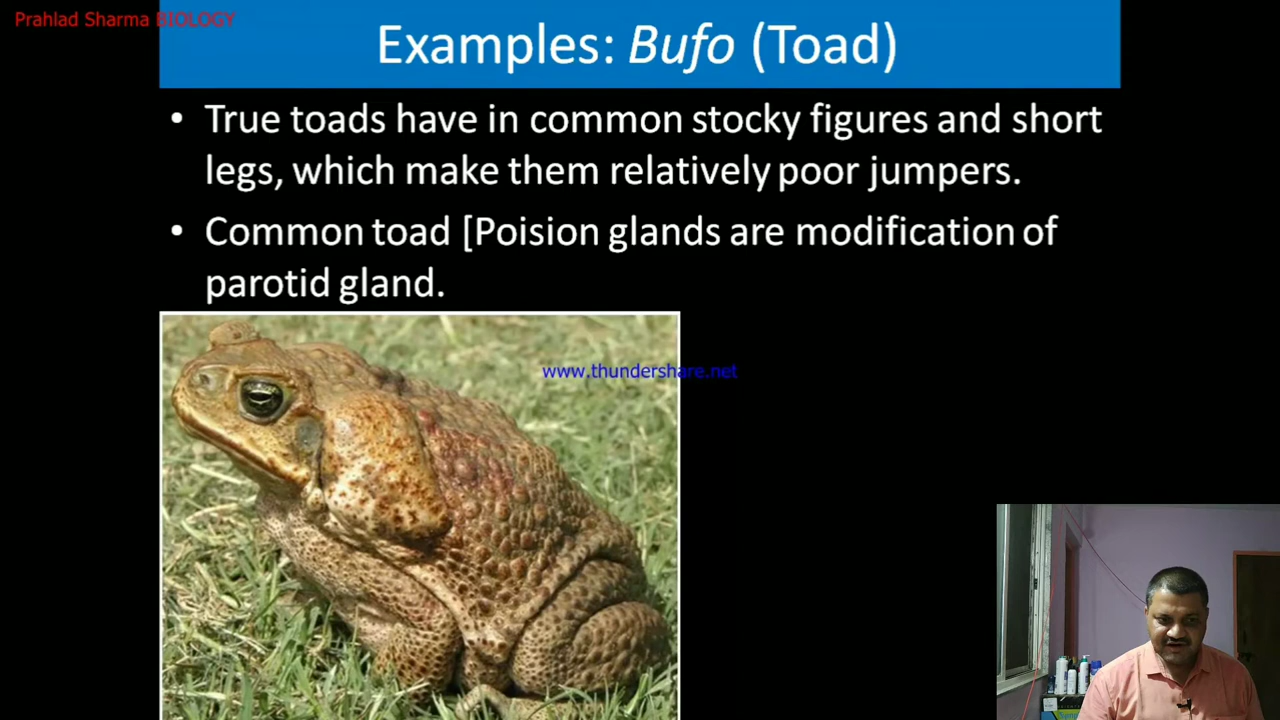 Prahlad Sharma BIOLOGY
Examples: Bufo (Toad)
• True toads have in common stocky figures and short
legs, which make them relatively poor jumpers.
• Common toad [Poision glands are modification of
parotid gland.
www.thundershare.net